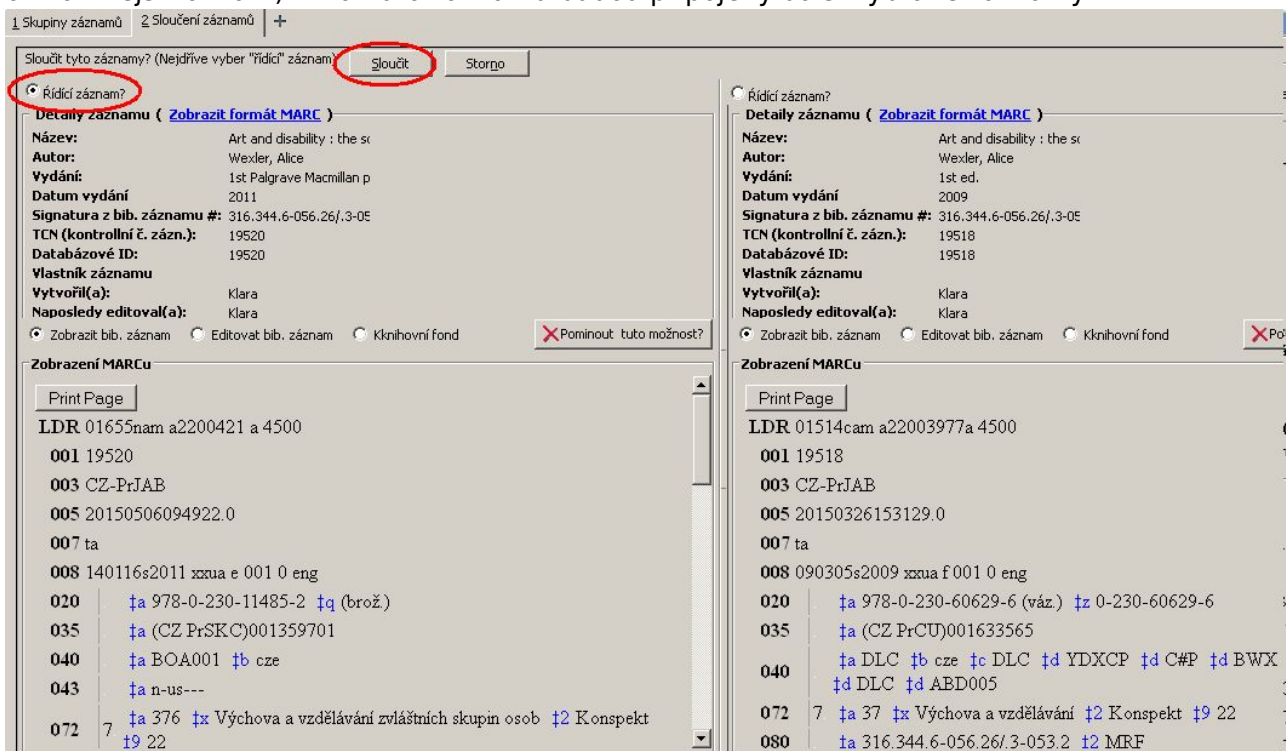 1 Skupiny záznamů 2 Sloučení záznamů +
Sloučit tyto záznamy? (Nejdříve vyber "řídící" záznam) Sloučit Storno
Řídící záznam?
Detaily záznamu ( Zobrazit formát MARC )
Název: Art and disability : the so
Autor: Wexler, Alice
Vydání: 1st Palgrave Macmillan p
Datum vydání 2011
Signatura z bib. záznamu #: 316.344.6-056.26/.3-05
TCN (kontrollní č. zázn.): 19520
Databázové ID: 19520
Vlastník záznamu
Vytvořil(a): Klara
Naposledy editoval(a): Klara
Zobrazit bib. záznam Editovat bib. záznam Kknihovní fond Pominout tuto možnost?
Zobrazení MARCu
Print Page
LDR 01655nam a2200421 a 4500
001 19520
003 CZ-PrJAB
005 20150506094922.0
007 ta
008 140116s2011 xxua e 001 0 eng
020 ‡a 978-0-230-11485-2 ‡q (brož.)
035 ‡a (CZ PrSKC)001359701
040 ‡a BOA001 ‡b cze
043 ‡a n-us---
072 7 ‡a 376 ‡x Výchova a vzdělávání zvláštních skupin osob ‡2 Konspekt
‡9 22
Řídící záznam?
Detaily záznamu ( Zobrazit formát MARC )
Název: Art and disability : the so
Autor: Wexler, Alice
Vydání: 1st ed.
Datum vydání 2009
Signatura z bib. záznamu #: 316.344.6-056.26/.3-05
TCN (kontrollní č. zázn.): 19518
Databázové ID: 19518
Vlastník záznamu
Vytvořil(a): Klara
Naposledy editoval(a): Klara
Zobrazit bib. záznam Editovat bib. záznam Kknihovní fond
Zobrazení MARCu
Print Page
LDR 01514cam a22003977a 4500
001 19518
003 CZ-PrJAB
005 20150326153129.0
007 ta
008 090305s2009 xxua f 001 0 eng
020 ‡a 978-0-230-60629-6 (váz.) ‡z 0-230-60629-6
035 ‡a (CZ PrCU)001633565
040 ‡a DLC ‡b cze ‡c DLC ‡d YDXCP ‡d C#P ‡d BWX
‡d DLC ‡d ABD005
072 7 ‡a 37 ‡x Výchova a vzdělávání ‡2 Konspekt ‡9 22
080 ‡a 316.344.6-056.26/.3-053.2 ‡2 MRF